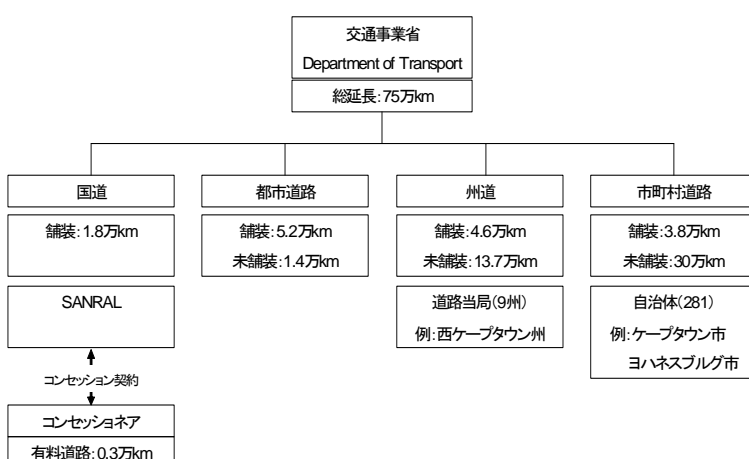 交通事業省
Department of Transport
総延長:75万km
国道
都市道路
州道
市町村道路
舗装:1.8万km
舗装:5.2万km
未舗装:1.4万km
舗装:4.6万km
未舗装:13.7万km
舗装:3.8万km
未舗装:30万km
SANRAL
道路当局(9州)
例:西ケープタウン州
自治体(281)
例:ケープタウン市
ヨハネスブルグ市
コンセッション契約
コンセッショネア
有料道路:0.3万km